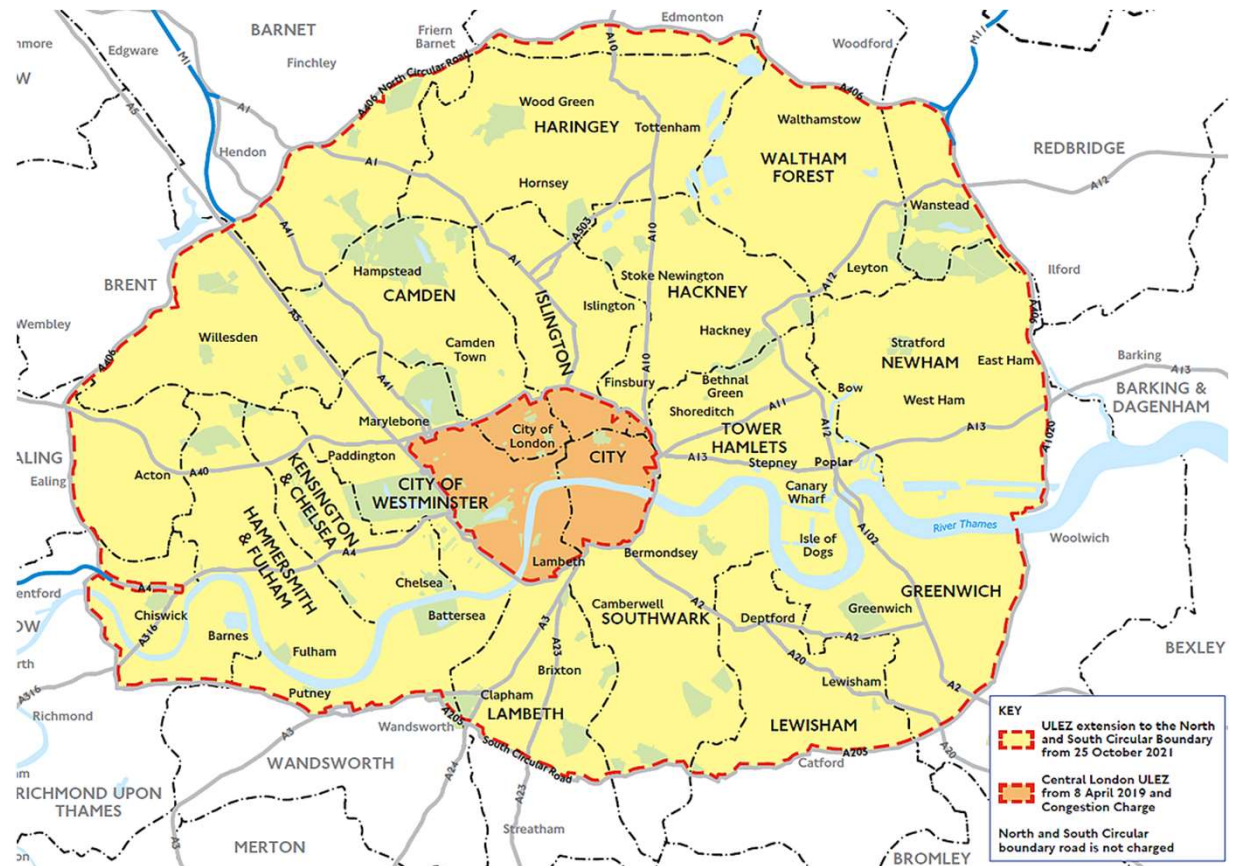 BARNET
Friern
Barnet
Edmonton
Woodford
Edgware
Finchley
M1
M11
A10
A406
North Circular Road
A406
A5
A1
Hendon
Wood Green
HARINGEY
Tottenham
Walthamstow
WALTHAM
FOREST
REDBRIDGE
A12
A1
Hornsey
A503
A10
Wanstead
A41
Hampstead
CAMDEN
A1
ISLINGTON
Stoke Newington
HACKNEY
Leyton
A12
Ilford
BRENT
Islington
A406
Wembley
Willesden
A5
Camden
Town
Hackney
Stratford
NEWHAM
East Ham
Barking
A13
BARKING &
DAGENHAM
A406
A41
A10
Finsbury
Bethnal
Green
Bow
West Ham
Marylebone
Shoreditch
A11
A12
A13
A1020
City of
London
CITY
TOWER
HAMLETS
Paddington
A13
Stepney
Poplar
Ealing
Acton
A40
KENSINGTON
& CHELSEA
CITY OF
WESTMINSTER
Canary
Wharf
River Thames
HAMMERSMITH
& FULHAM
A4
Isle of
Dogs
A102
Woolwich
Lambeth
Bermondsey
A4
Chelsea
GREENWICH
Chiswick
Battersea
Camberwell
SOUTHWARK
A2
Deptford
Greenwich
A316
Barnes
A3
A23
A2
BEXLEY
Fulham
Brixton
A20
A316
Putney
Clapham
LAMBETH
Lewisham
A2
Richmond
A205
Wandsworth
South Circular Road
LEWISHAM
A3
A205
Catford
A20
WANDSWORTH
A24
A23
RICHMOND UPON
THAMES
A3
Streatham
MERTON
BROMLEY
KEY
ULEZ extension to the North
and South Circular Boundary
from 25 October 2021
Central London ULEZ
from 8 April 2019 and
Congestion Charge
North and South Circular
boundary road is not charged